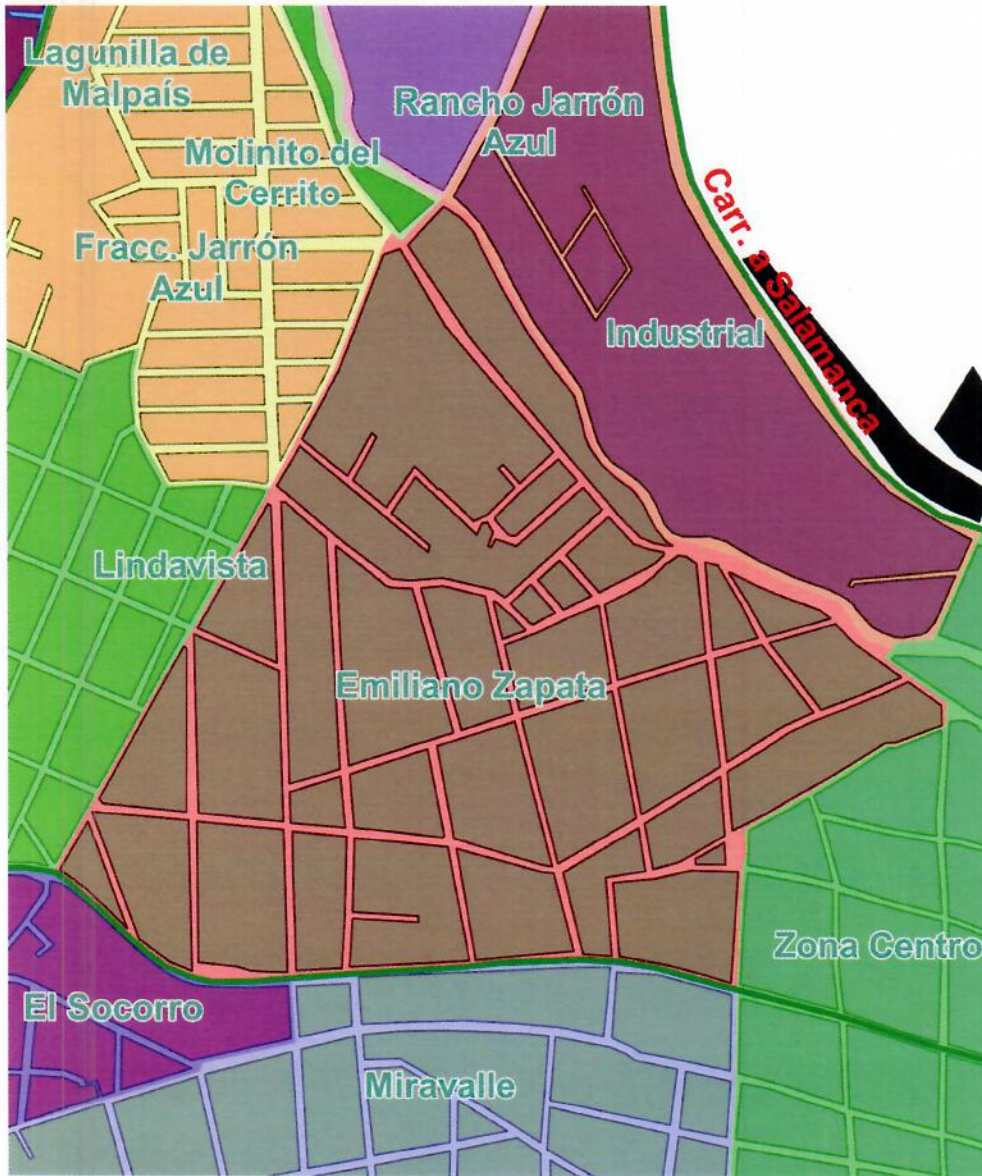 Lagunilla de
Malpaís
Rancho Jarrón
Azul
Molinito del
Cerrito
Fracc. Jarrón
Azul
Carr. a Salamanca
Industrial
Lindavista
Emiliano Zapata
Zona Centro
El Socorro
Miravalle